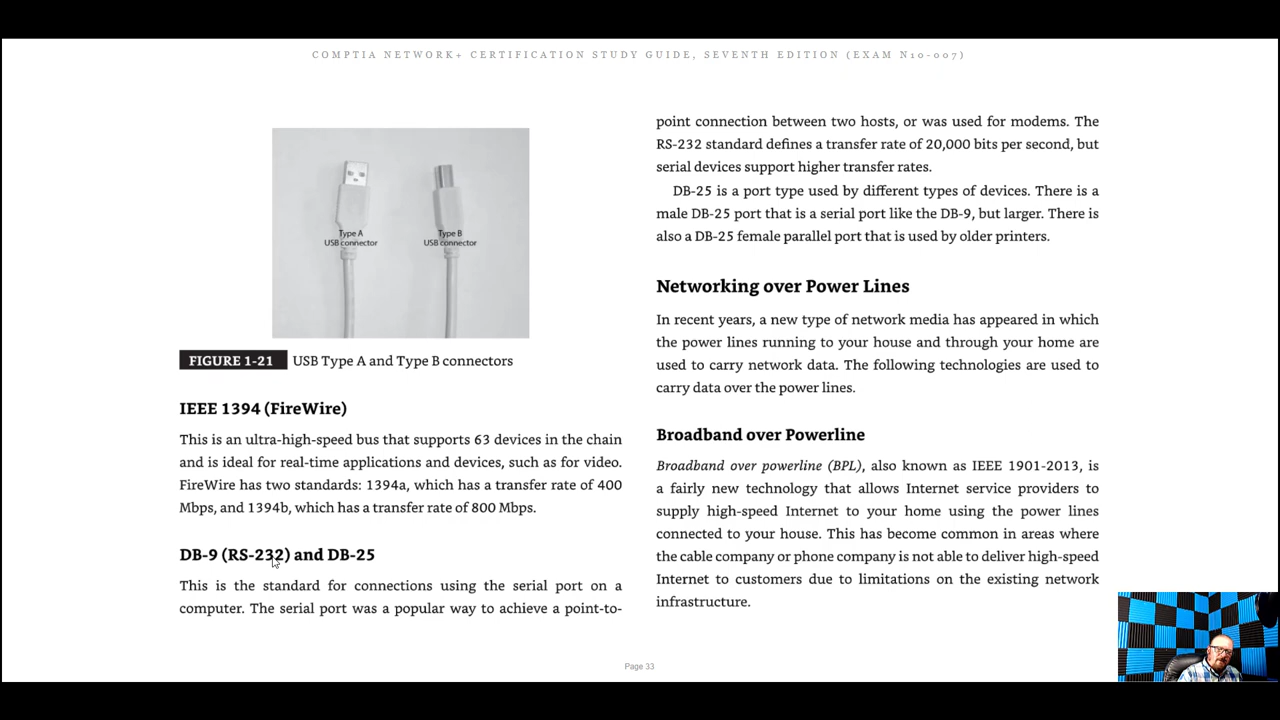 COMPTIA NETWORK+ CERTIFICATION STUDY GUIDE, SEVENTH EDITION (EXAM N10-007)
Type A
USB connector
Type B
USB connector
FIGURE 1-21 USB Type A and Type B connectors
IEEE 1394 (FireWire)
This is an ultra-high-speed bus that supports 63 devices in the chain
and is ideal for real-time applications and devices, such as for video.
FireWire has two standards: 1394a, which has a transfer rate of 400
Mbps, and 1394b, which has a transfer rate of 800 Mbps.
DB-9 (RS-232) and DB-25
This is the standard for connections using the serial port on a
computer. The serial port was a popular way to achieve a point-to-
point connection between two hosts, or was used for modems. The
RS-232 standard defines a transfer rate of 20,000 bits per second, but
serial devices support higher transfer rates.
DB-25 is a port type used by different types of devices. There is a
male DB-25 port that is a serial port like the DB-9, but larger. There is
also a DB-25 female parallel port that is used by older printers.
Networking over Power Lines
In recent years, a new type of network media has appeared in which
the power lines running to your house and through your home are
used to carry network data. The following technologies are used to
carry data over the power lines.
Broadband over Powerline
Broadband over powerline (BPL), also known as IEEE 1901-2013, is
a fairly new technology that allows Internet service providers to
supply high-speed Internet to your home using the power lines
connected to your house. This has become common in areas where
the cable company or phone company is not able to deliver high-speed
Internet to customers due to limitations on the existing network
infrastructure.
Page 33